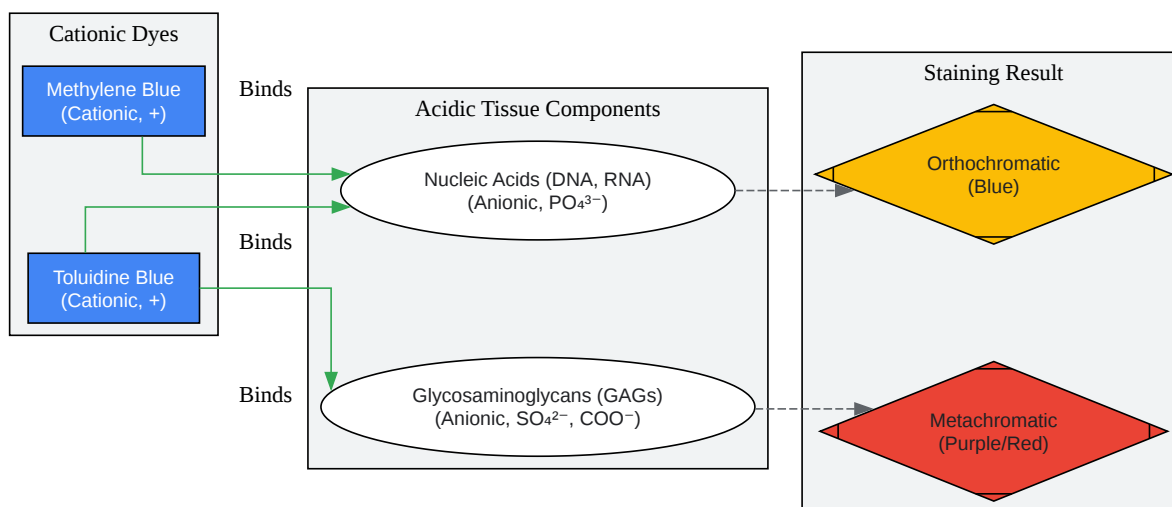 Cationic Dyes
Methylene Blue
(Cationic, +)
Toluidine Blue
(Cationic, +)
Binds
Binds
Binds
Acidic Tissue Components
Nucleic Acids (DNA, RNA)
(Anionic, PO₄³⁻)
Glycosaminoglycans (GAGs)
(Anionic, SO₄²⁻, COO⁻)
Staining Result
Orthochromatic
(Blue)
Metachromatic
(Purple/Red)